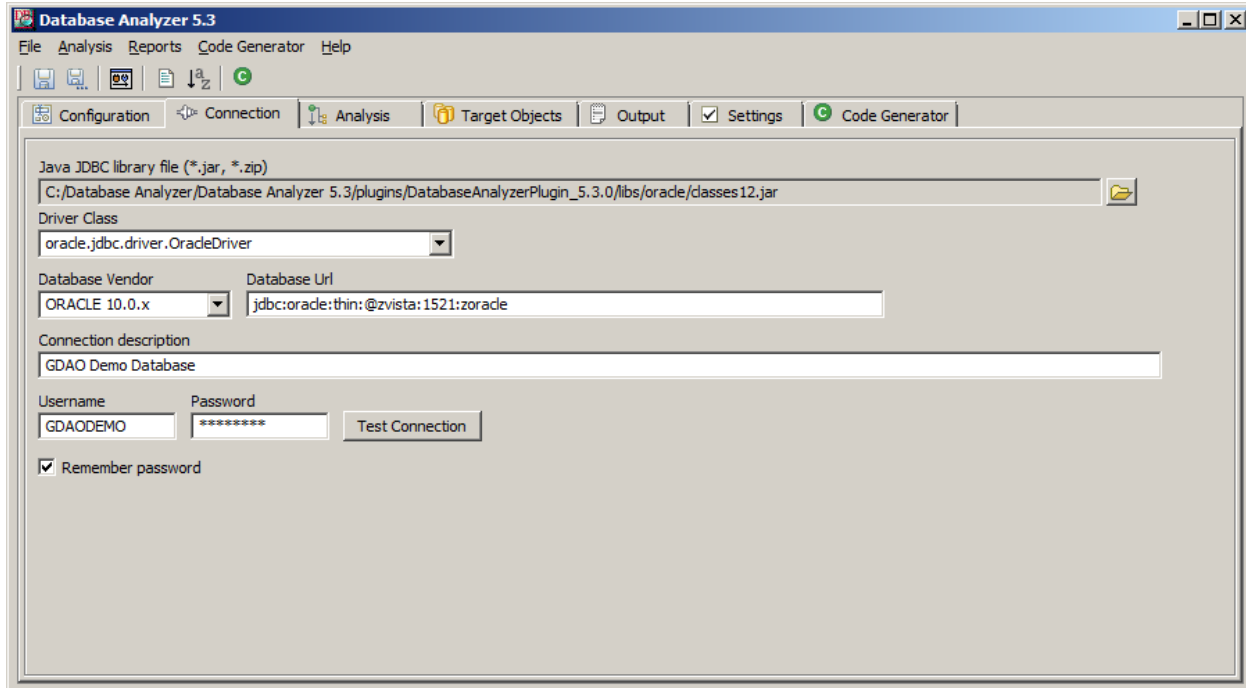 Database Analyzer 5.3
File Analysis Reports Code Generator Help
Configuration Connection Analysis Target Objects Output Settings Code Generator
Java JDBC library file (*.jar, *.zip)
C:/Database Analyzer/Database Analyzer 5.3/plugins/DatabaseAnalyzerPlugin_5.3.0/libs/oracle/classes12.jar
Driver Class
oracle.jdbc.driver.OracleDriver
Database Vendor Database Url
ORACLE 10.0.x jdbc:oracle:thin:@zvista:1521:zoracle
Connection description
GDAO Demo Database
Username Password
GDAODEMO ******** Test Connection
Remember password